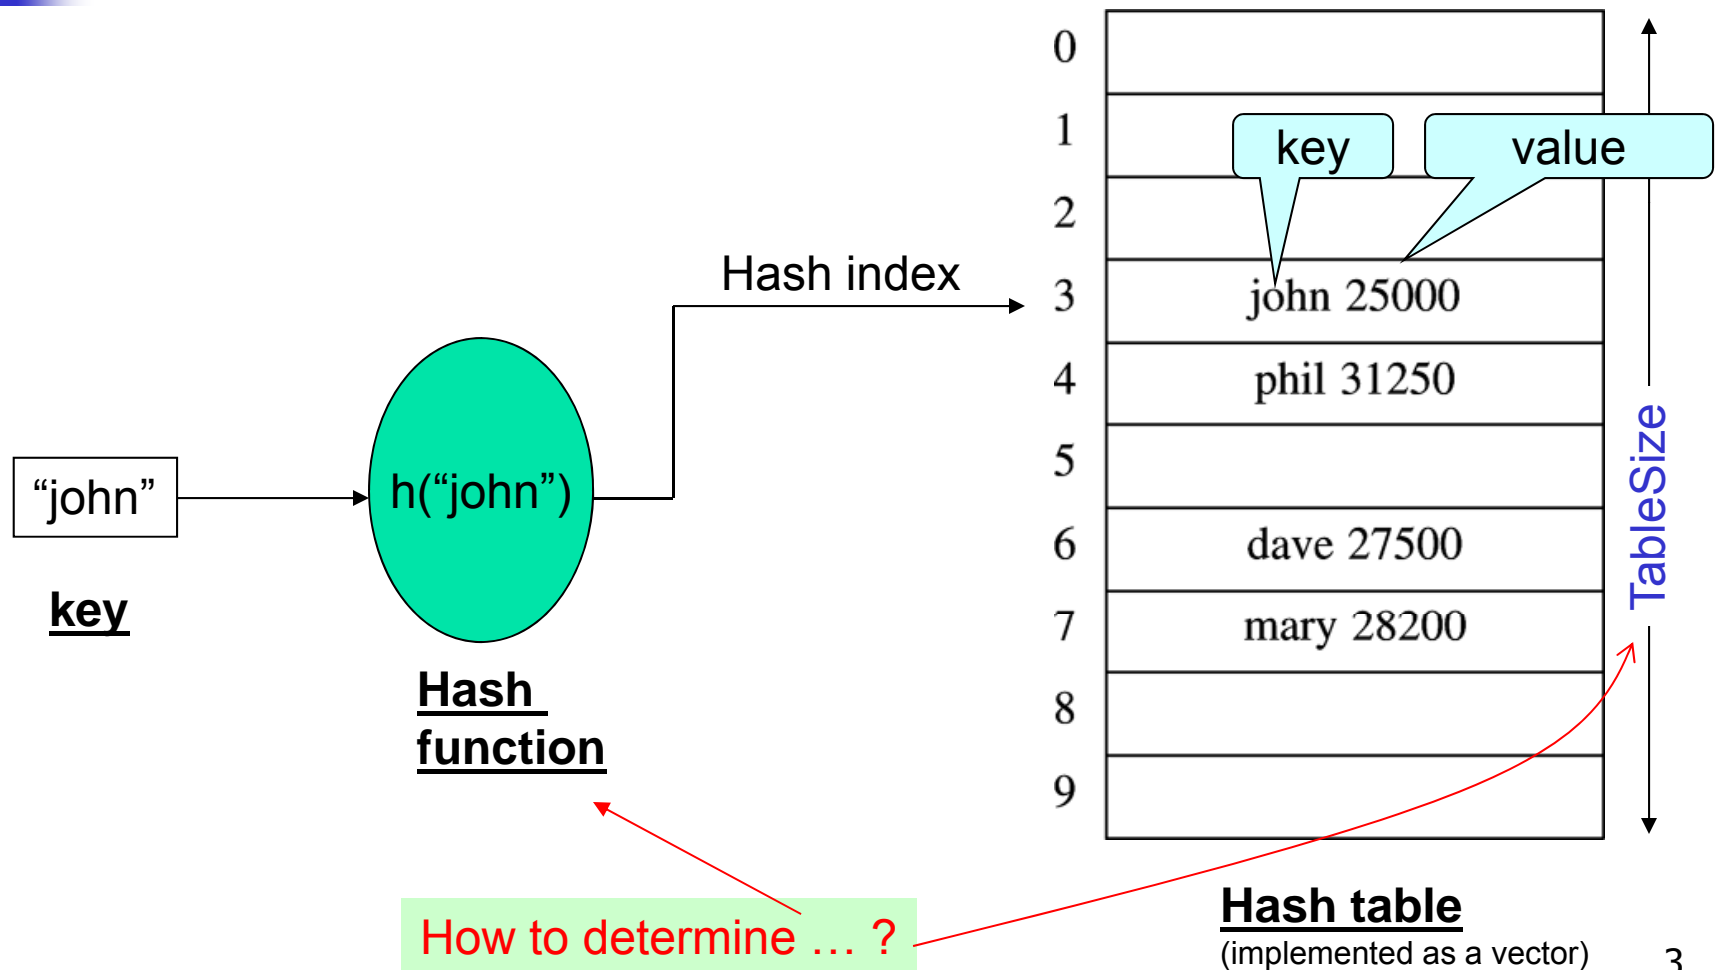 0
1
key
value
2
Hash index
3
john 25000
4
phil 31250
5
"john"
h("john")
TableSize
6
dave 27500
key
7
mary 28200
Hash
function
8
9
How to determine … ?
Hash table
(implemented as a vector)
3